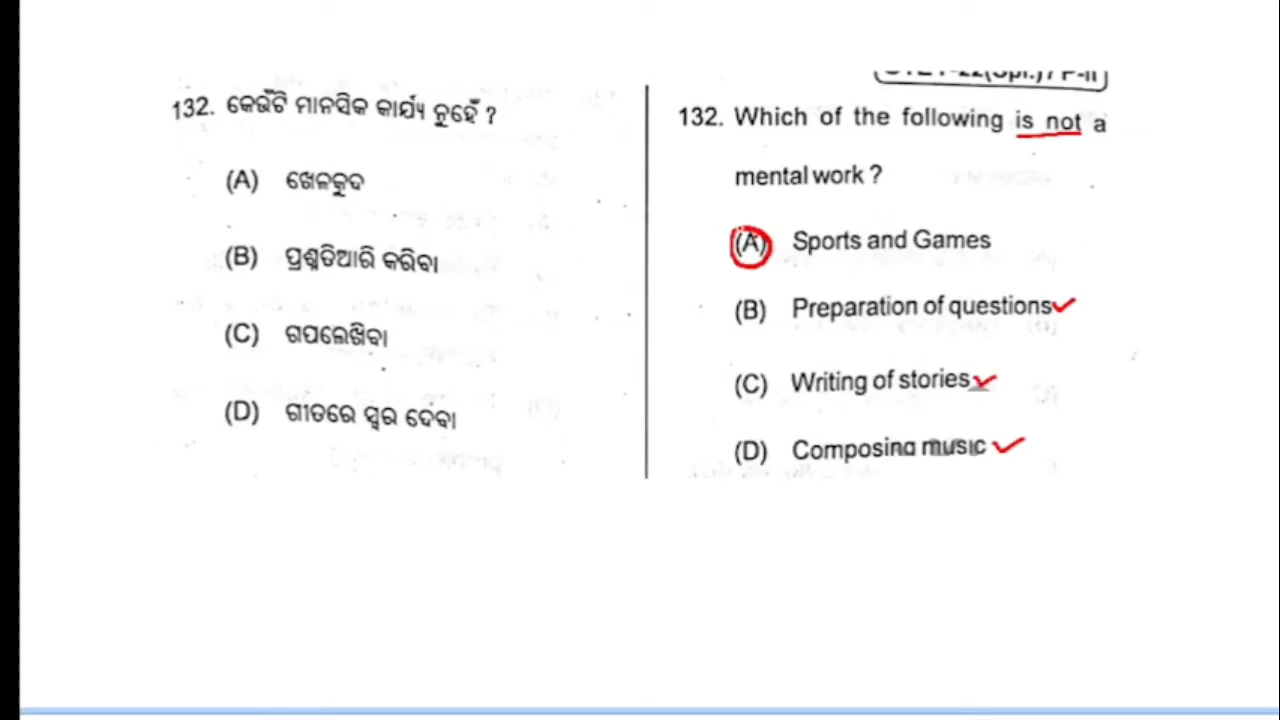 132. କେଉଁଟି ମାନସିକ କାର୍ଯ୍ୟ ନୁହେଁ ?
(A) ଖେଳକୁଦ
(B) ପ୍ରଶ୍ନତିଆରି କରିବା
(C) ଗପଲେଖିବା
(D) ଗୀତରେ ସ୍ୱର ଦେବା
132. Which of the following is not a
mental work ?
(A) Sports and Games
(B) Preparation of questions
(C) Writing of stories
(D) Composing music